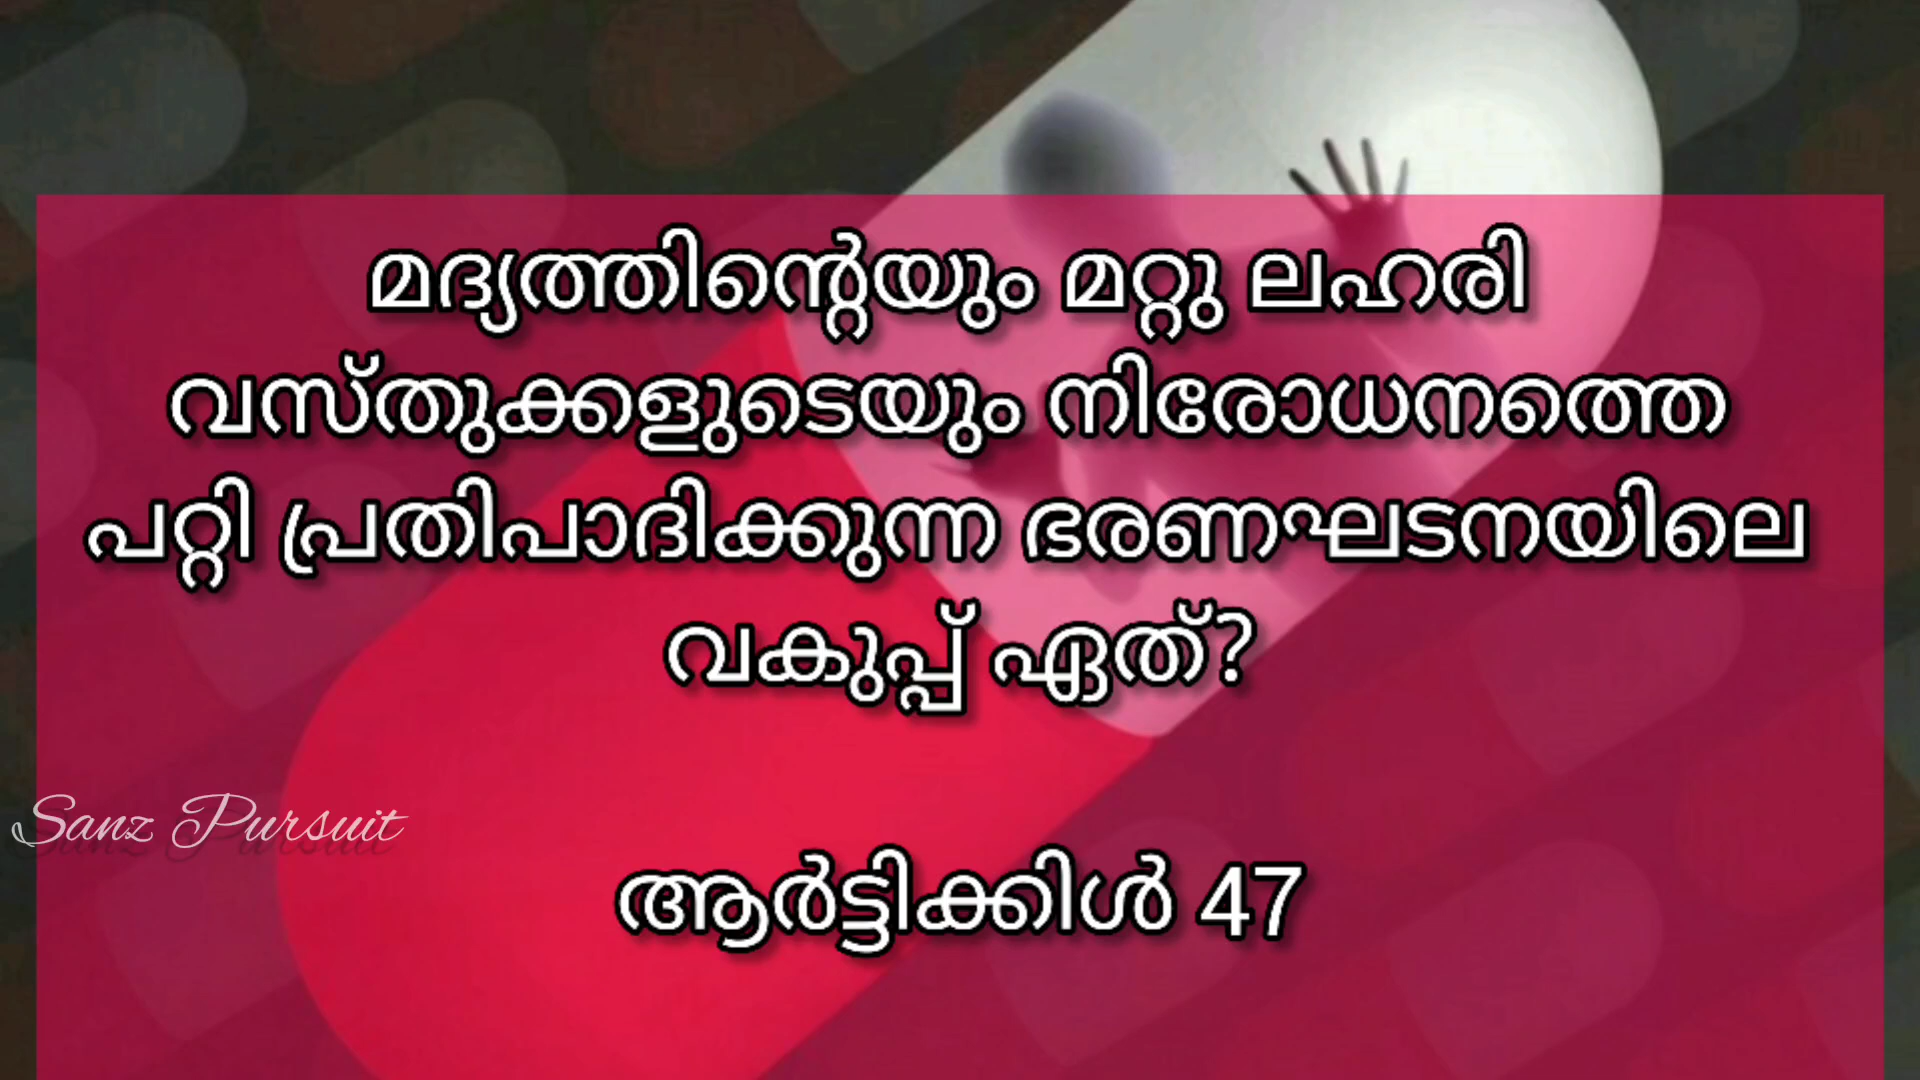 മദ്യത്തിന്റെയും മറ്റു ലഹരി
വസ്തുക്കളുടെയും നിരോധനത്തെ
പറ്റി പ്രതിപാദിക്കുന്ന ഭരണഘടനയിലെ
വകുപ്പ് ഏത്?
Sanz Pursuit
ആർട്ടിക്കിൾ 47